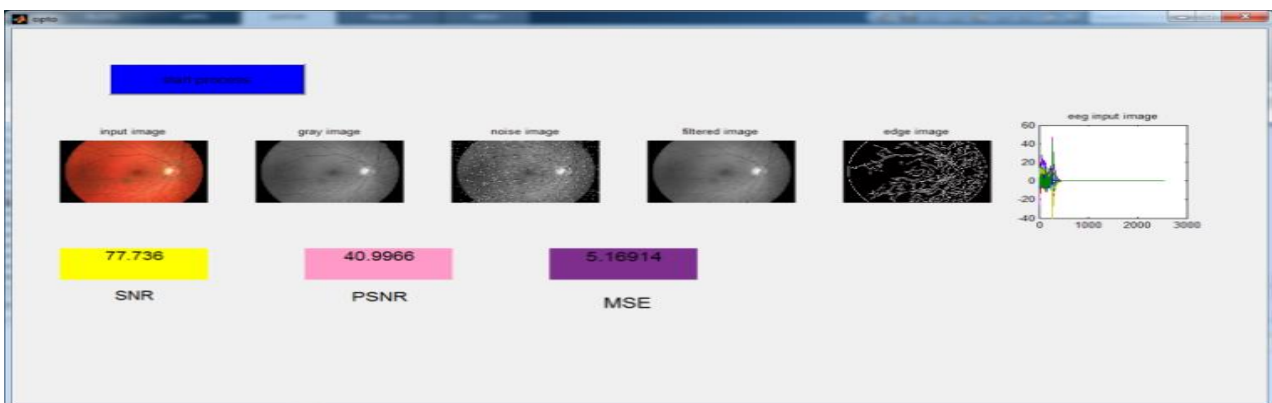 opto
start process
input image
gray image
noise image
filtered image
edge image
eeg input image
60
40
20
0
-20
-40
0 1000 2000 3000
77.736
40.9966
5.16914
SNR
PSNR
MSE